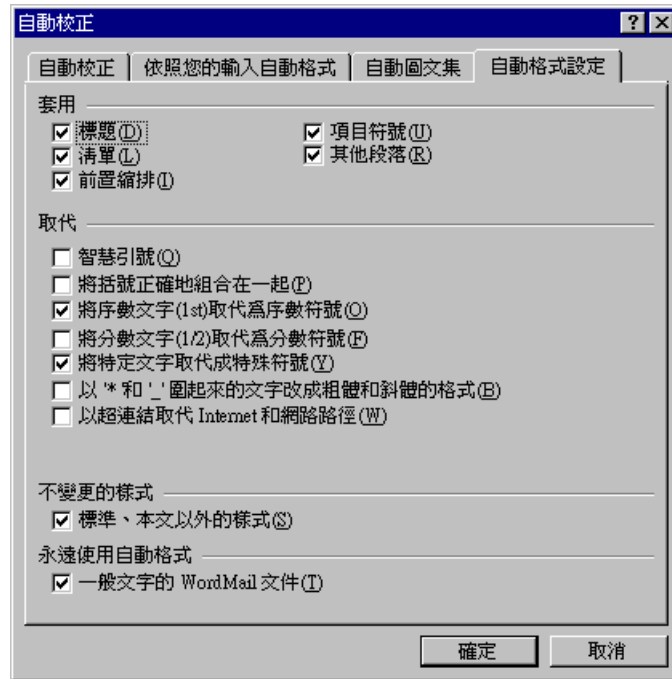 自動校正
自動校正 依照您的輸入自動格式 自動圖文集 自動格式設定
套用
標題(D) 項目符號(U)
清單(L) 其他段落(R)
前置縮排(I)
取代
智慧引號(Q)
將括號正確地組合在一起(P)
將序數文字(1st)取代為序數符號(O)
將分數文字(1/2)取代為分數符號(F)
將特定文字取代成特殊符號(Y)
以 '* 和 '_' 圍起來的文字改成粗體和斜體的格式(B)
以超連結取代 Internet 和網路路徑(W)
不變更的樣式
標準、本文以外的樣式(S)
永遠使用自動格式
一般文字的 WordMail 文件(T)
確定 取消